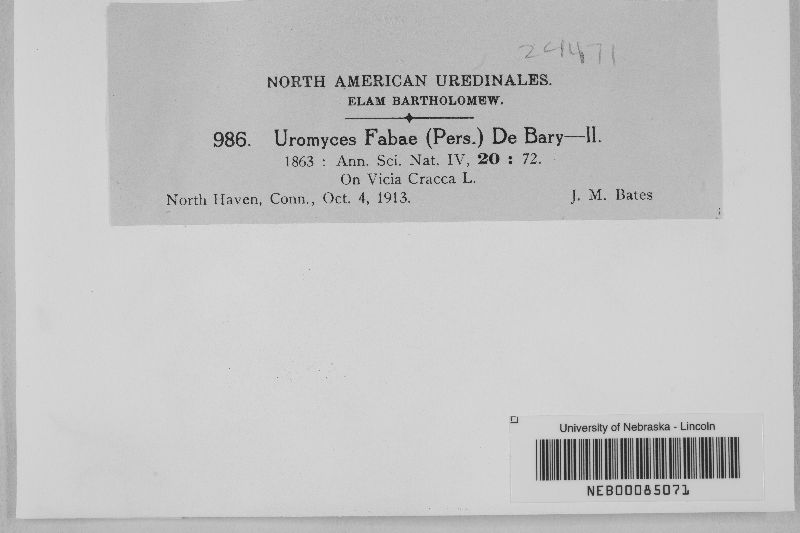 29471
NORTH AMERICAN UREDINALES.
ELAM BARTHOLOMEW.
986. Uromyces Fabae (Pers.) De Bary—II.
1863 : Ann. Sci. Nat. IV, 20 : 72.
On Vicia Cracca L.
North Haven, Conn., Oct. 4, 1913. J. M. Bates
University of Nebraska - Lincoln
NEB00085071